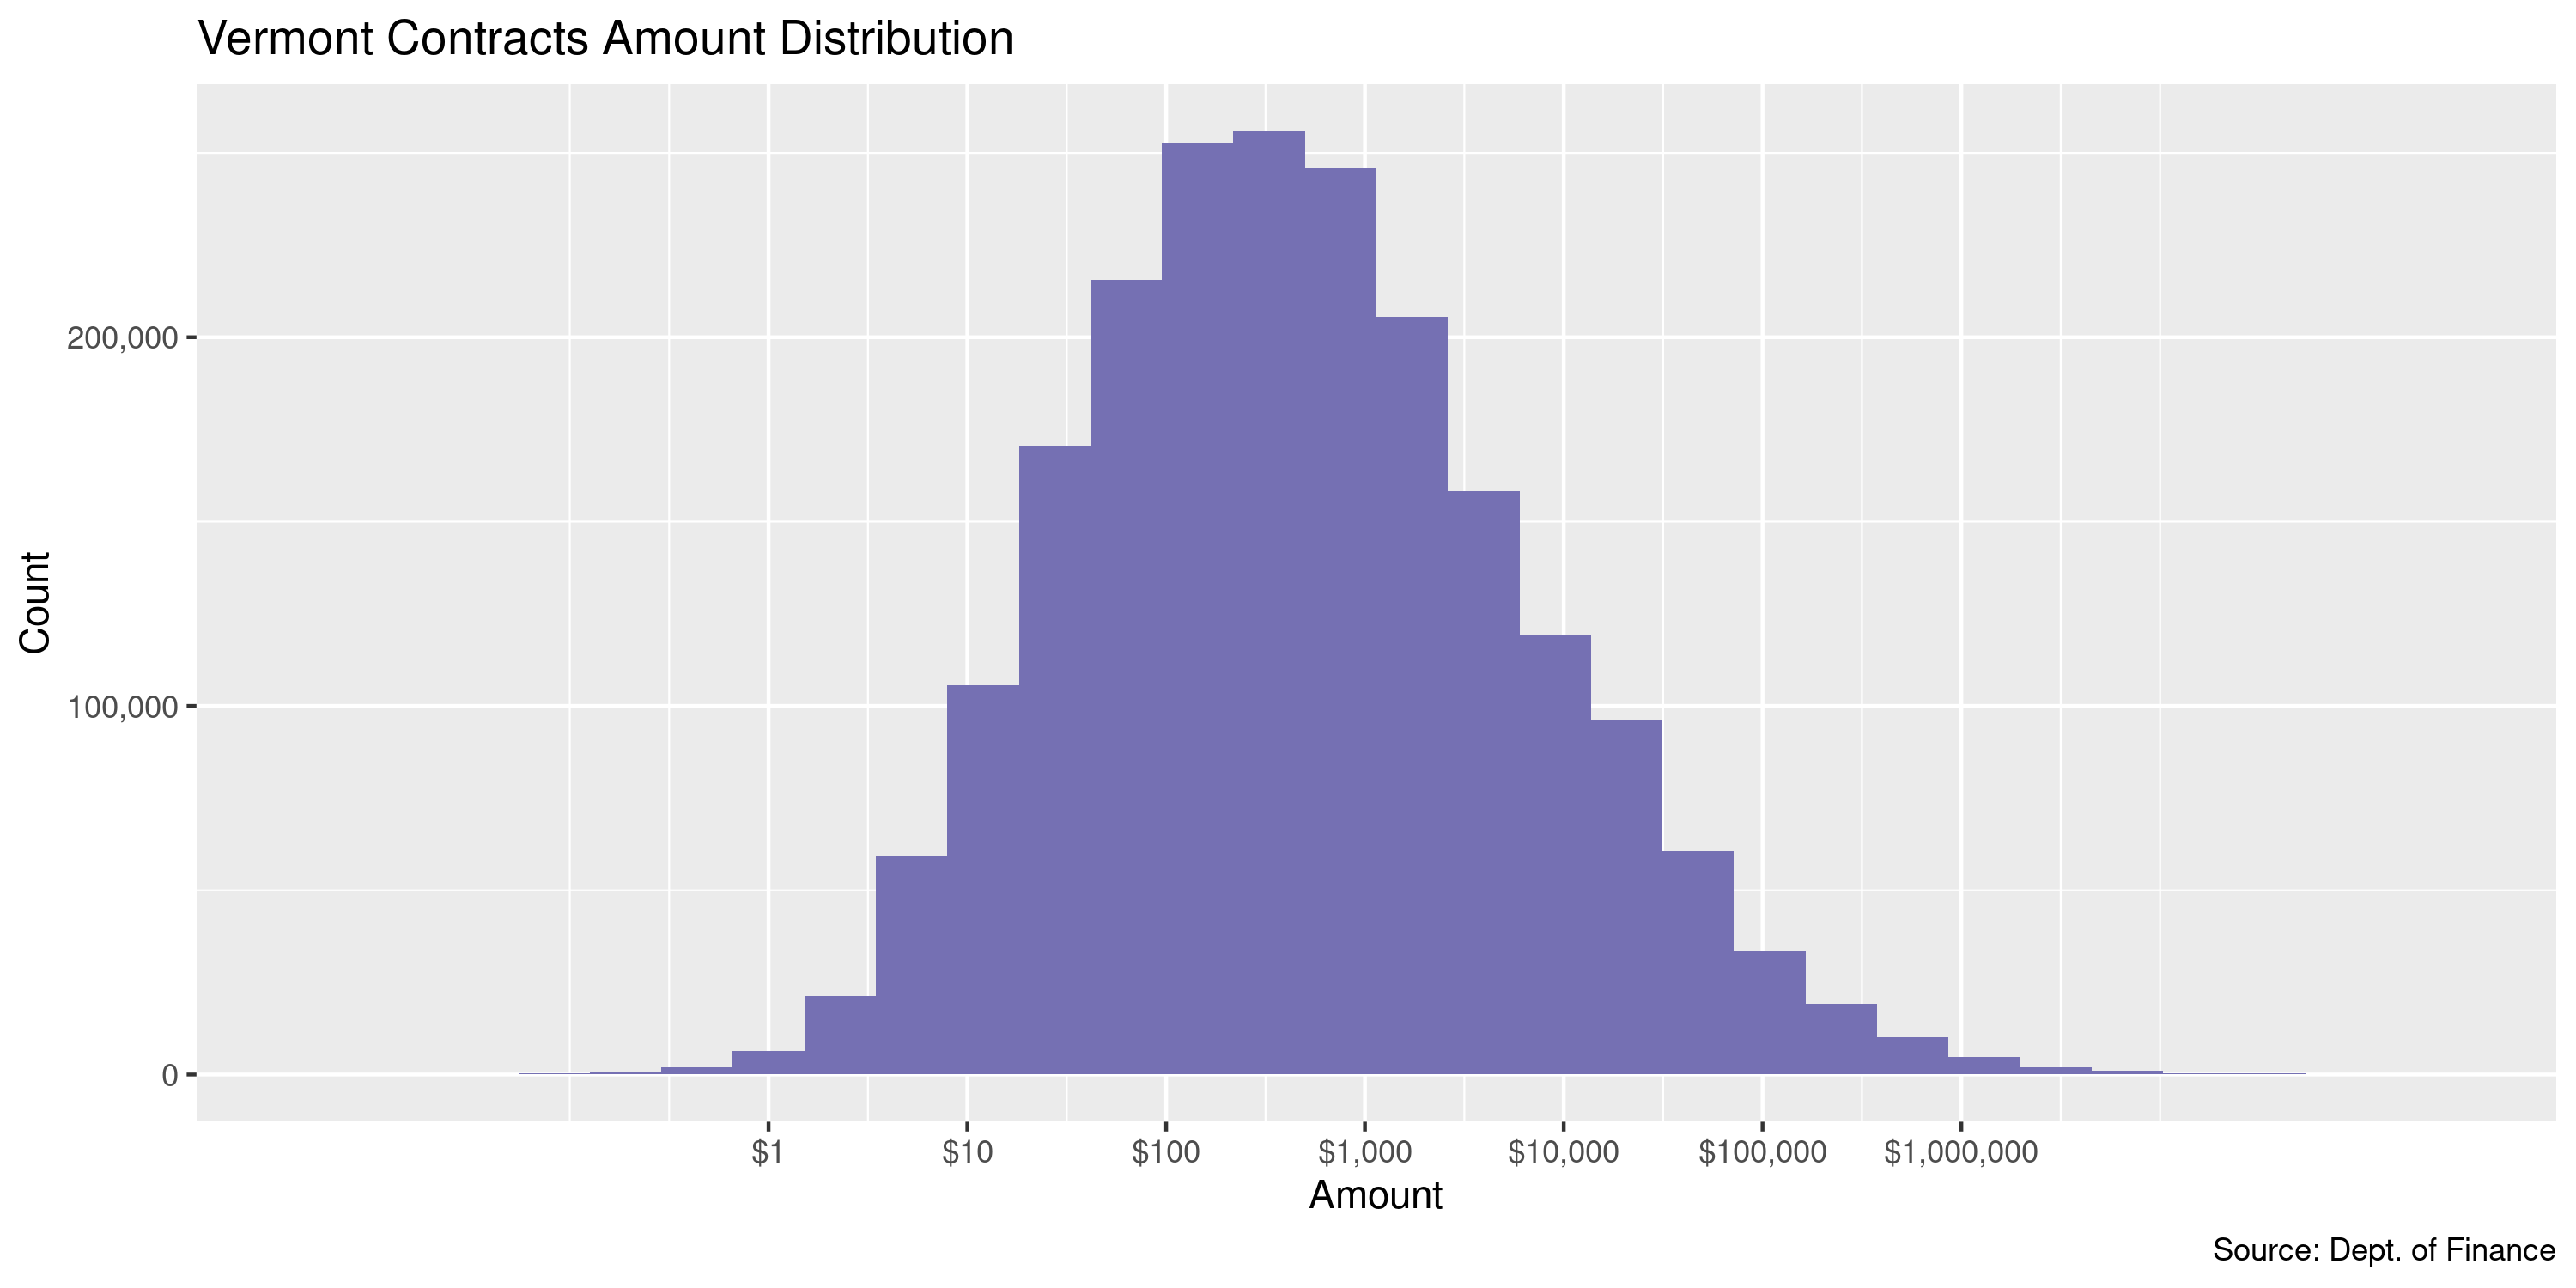 Vermont Contracts Amount Distribution
Count
200,000
100,000
0
$1 $10 $100 $1,000 $10,000 $100,000 $1,000,000
Amount
Source: Dept. of Finance